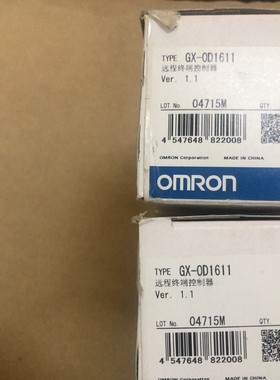 TYPE GX-OD1611
远程终端控制器
Ver. 1.1
LOT No. 04715M QTY
4 547648 822008
OMRON Corporation MADE IN CHINA
OMRON
TYPE GX-OD1611
远程终端控制器
Ver. 1.1
LOT No. 04715M QTY
4 547648 822008
OMRON Corporation MADE IN CHINA